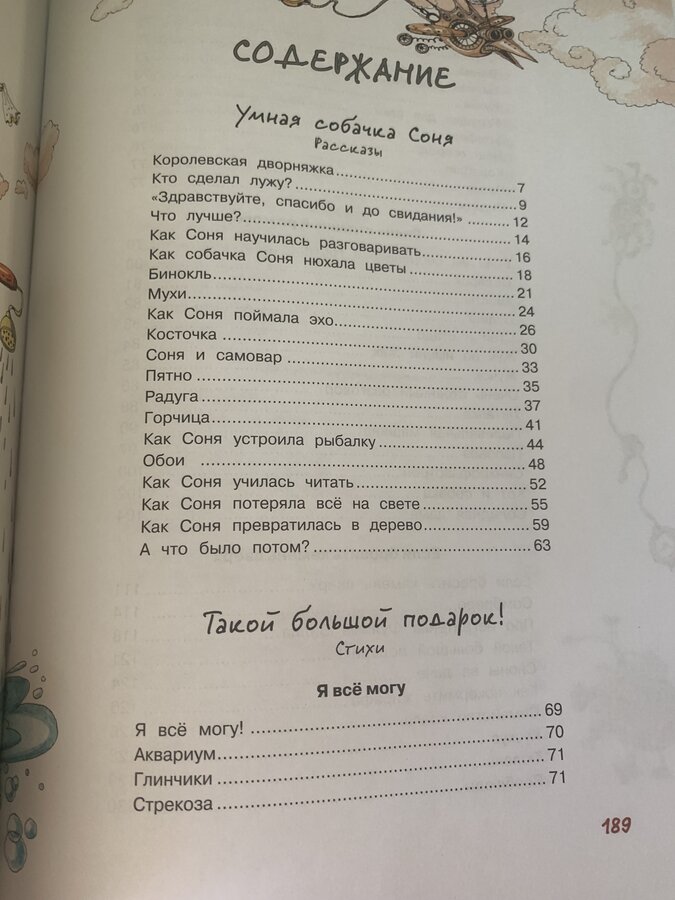 СОДЕРЖАНИЕ
Умная собачка Соня
Рассказы
Королевская дворняжка.....7
Кто сделал лужу?.....9
«Здравствуйте, спасибо и до свидания!».....12
Что лучше?.....14
Как Соня научилась разговаривать.....16
Как собачка Соня нюхала цветы.....18
Бинокль.....21
Мухи.....24
Как Соня поймала эхо.....26
Косточка.....30
Соня и самовар.....33
Пятно.....35
Радуга.....37
Горчица.....41
Как Соня устроила рыбалку.....44
Обои.....48
Как Соня училась читать.....52
Как Соня потеряла всё на свете.....55
Как Соня превратилась в дерево.....59
А что было потом?.....63
Такой большой подарок!
Стихи
Я всё могу
Я всё могу!.....69
Аквариум.....70
Глинчики.....71
Стрекоза.....71
189